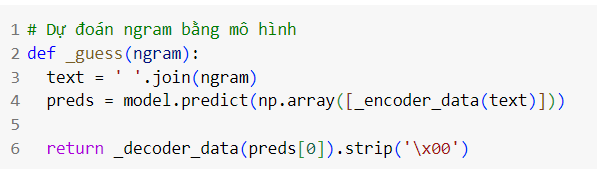 1 # Dự đoán ngram bằng mô hình
2 def _guess(ngram):
3   text = ' '.join(ngram)
4   preds = model.predict(np.array([_encoder_data(text)]))
5
6   return _decoder_data(preds[0]).strip('\x00')